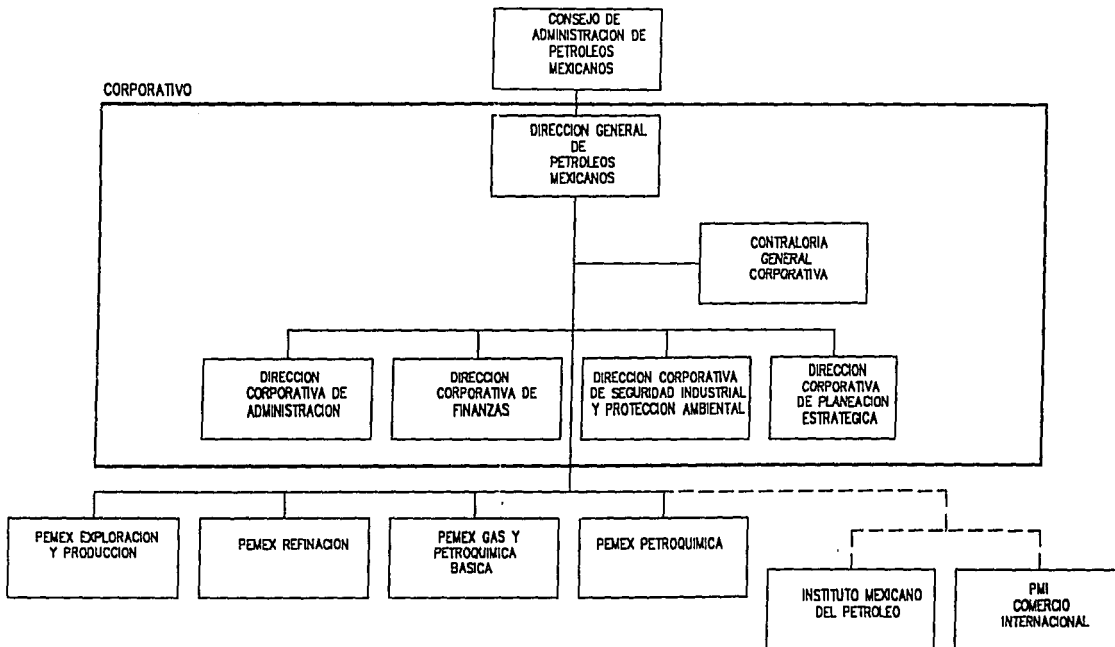 CONSEJO DE
ADMINISTRACION DE
PETROLEOS
MEXICANOS
CORPORATIVO
DIRECCION GENERAL
DE
PETROLEOS
MEXICANOS
CONTRALORIA
GENERAL
CORPORATIVA
DIRECCION
CORPORATIVA DE
ADMINISTRACION
DIRECCION
CORPORATIVA DE
FINANZAS
DIRECCION CORPORATIVA
DE SEGURIDAD INDUSTRIAL
Y PROTECCION AMBIENTAL
DIRECCION
CORPORATIVA
DE PLANEACION
ESTRATEGICA
PEMEX EXPLORACION
Y PRODUCCION
PEMEX REFINACION
PEMEX GAS Y
PETROQUIMICA
BASICA
PEMEX PETROQUIMICA
INSTITUTO MEXICANO
DEL PETROLEO
PMI
COMERCIO
INTERNACIONAL